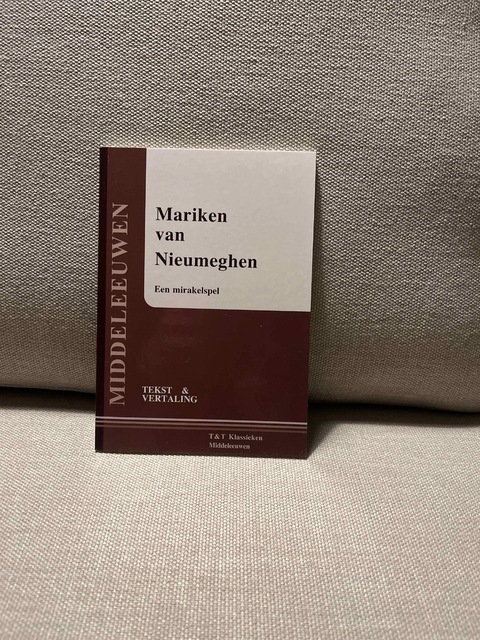 MIDDELEEUWEN
Mariken
van
Nieumeghen
Een mirakelspel
TEKST &
VERTALING
T & T Klassieken
Middeleeuwen